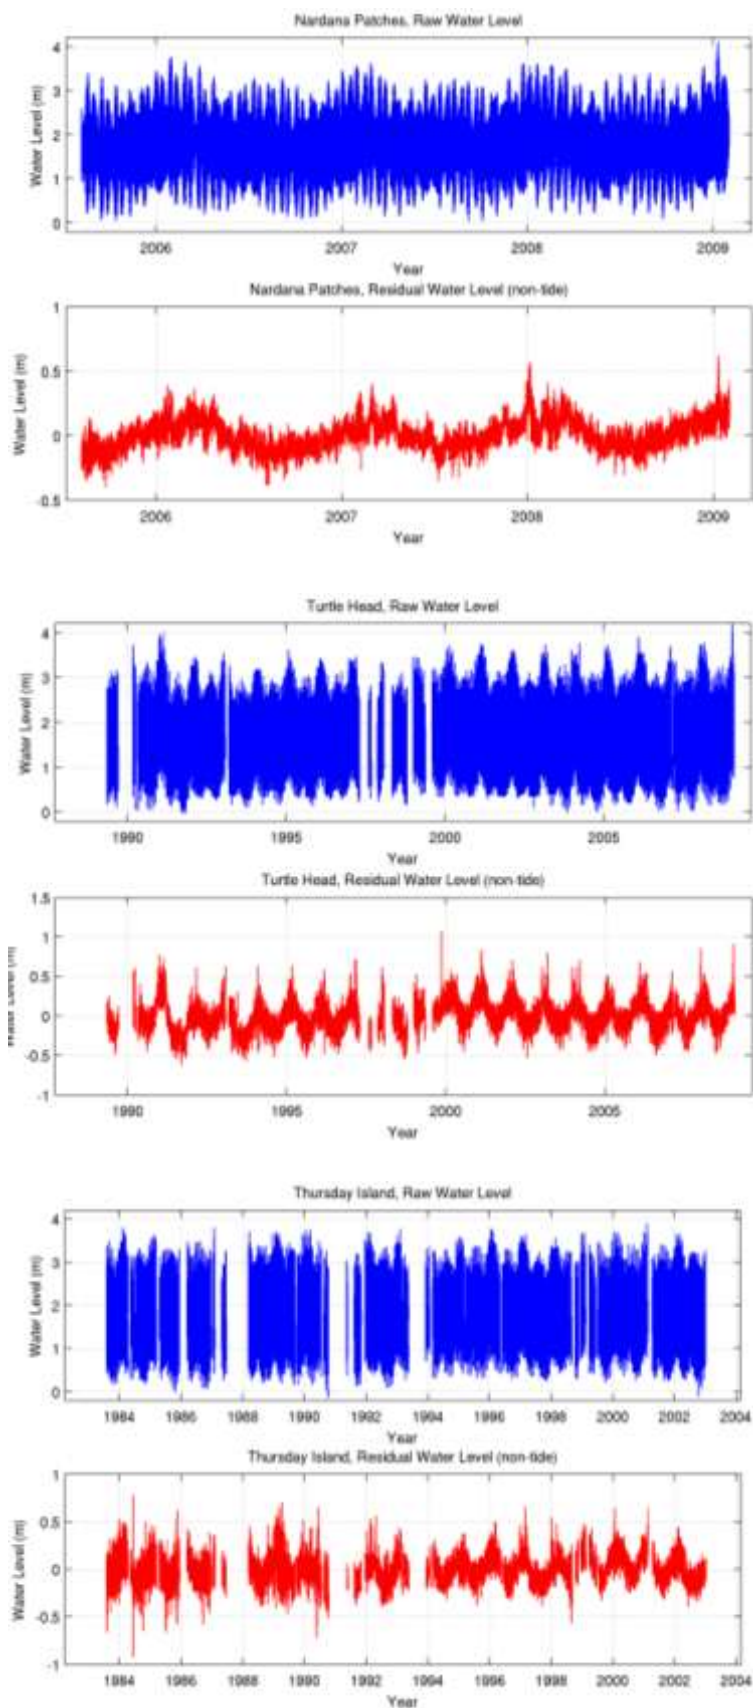 Nardana Patches, Raw Water Level
4
3
2
1
0
Water Level (m)
2006 2007 2008 2009
Year
Nardana Patches, Residual Water Level (non-tide)
1
0.5
0
-0.5
Water Level (m)
2006 2007 2008 2009
Year
Turtle Head, Raw Water Level
4
3
2
1
0
Water Level (m)
1990 1995 2000 2005
Year
Turtle Head, Residual Water Level (non-tide)
1.5
1
0.5
0
-0.5
-1
Water Level (m)
1990 1995 2000 2005
Year
Thursday Island, Raw Water Level
4
3
2
1
0
Water Level (m)
1984 1986 1988 1990 1992 1994 1996 1998 2000 2002 2004
Year
Thursday Island, Residual Water Level (non-tide)
1
0.5
0
-0.5
-1
Water Level (m)
1984 1986 1988 1990 1992 1994 1996 1998 2000 2002 2004
Year